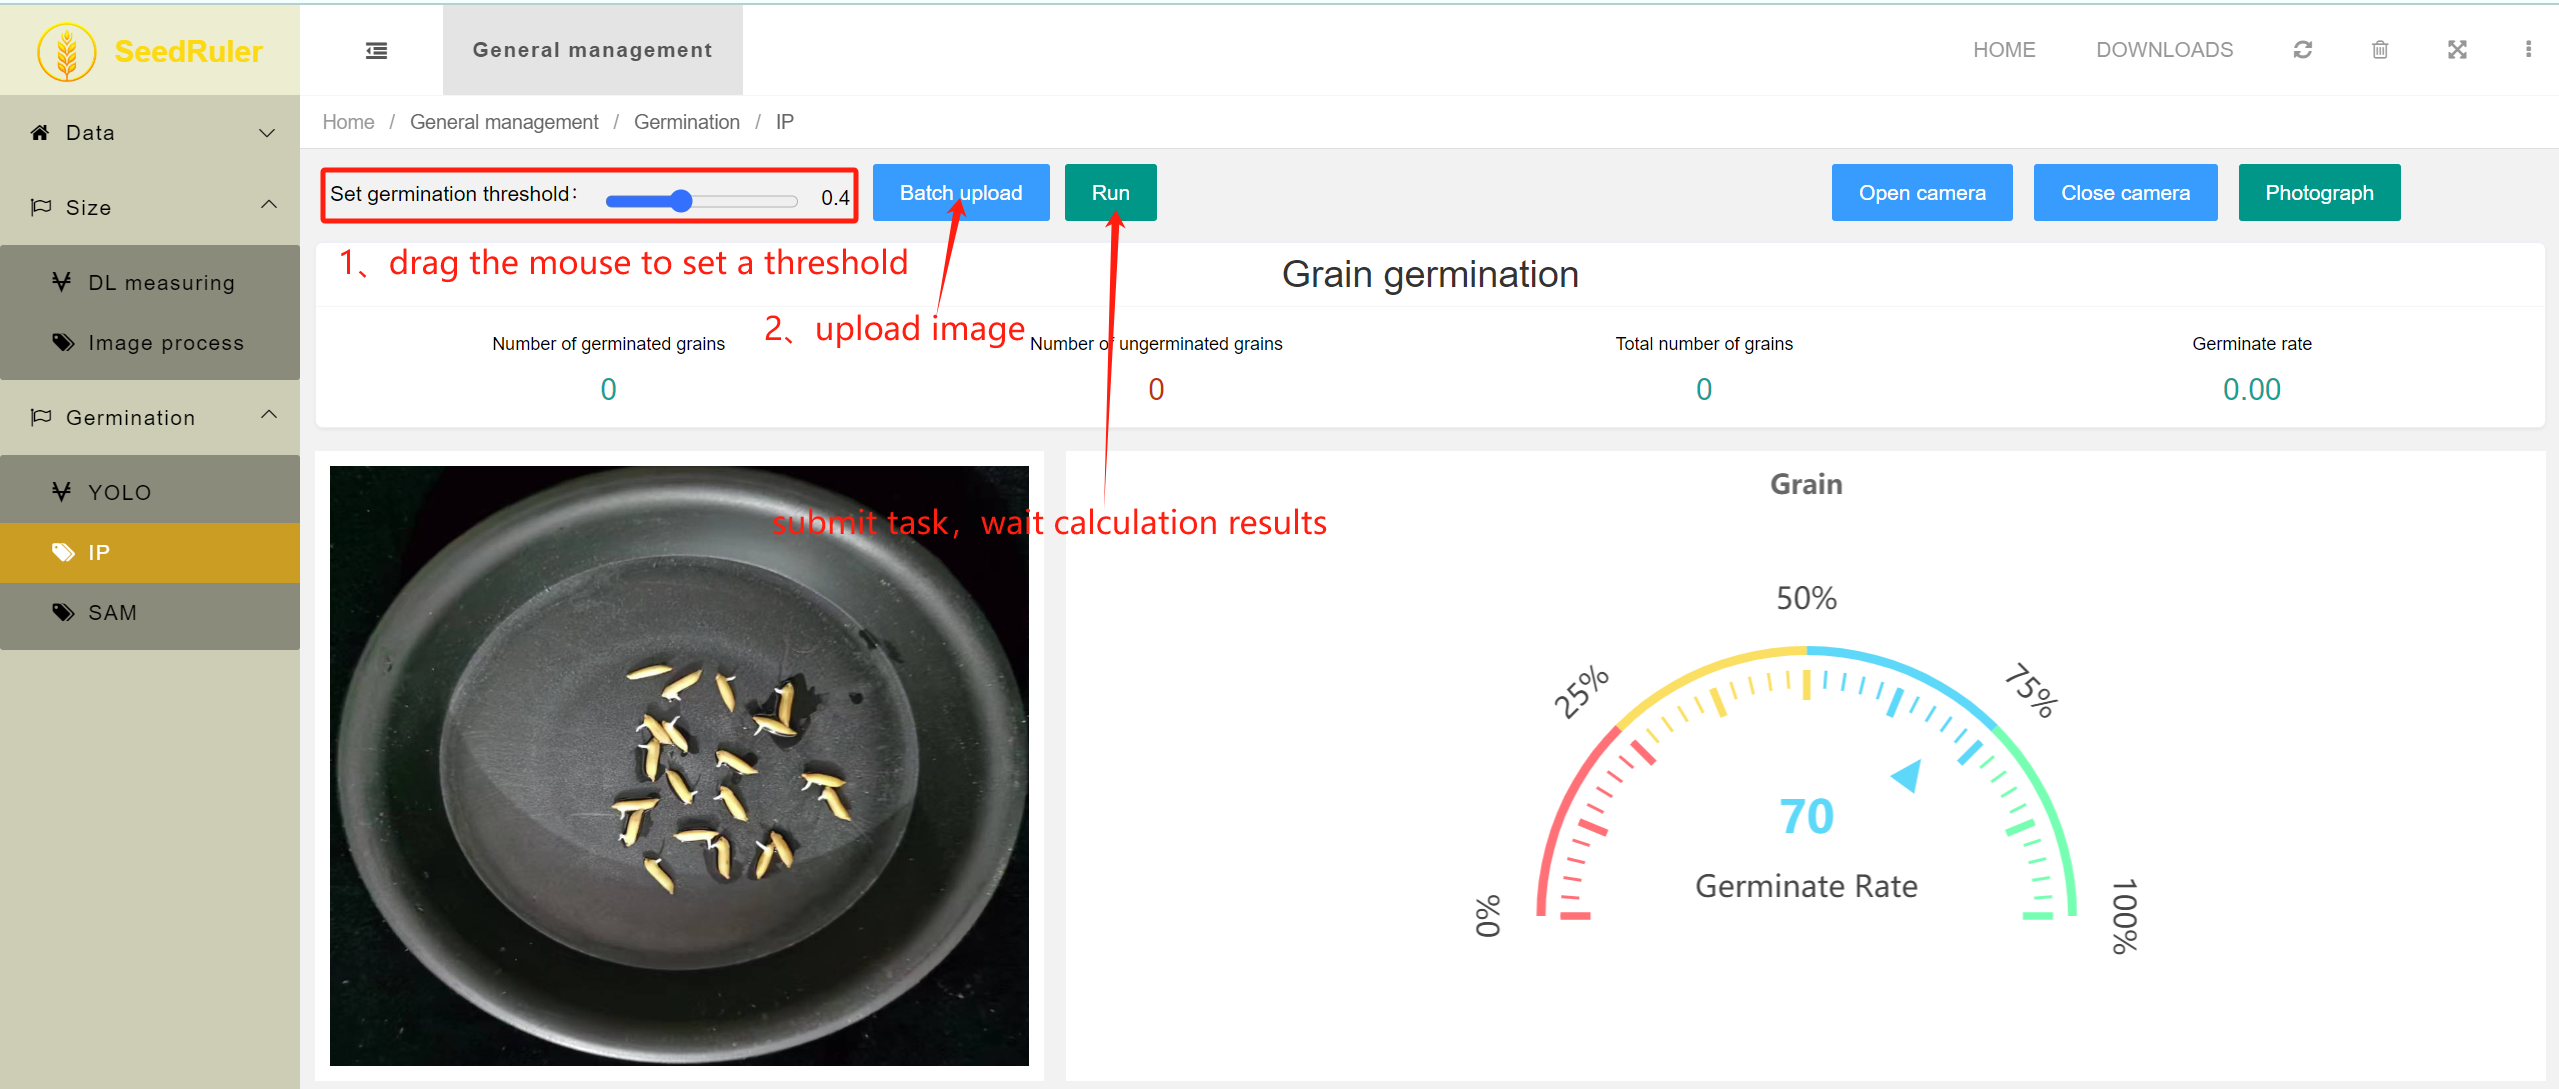 SeedRuler
General management
HOME
DOWNLOADS
Data
Size
DL measuring
Image process
Germination
YOLO
IP
SAM
Home / General management / Germination / IP
Set germination threshold：
0.4
Batch upload
Run
Open camera
Close camera
Photograph
1、drag the mouse to set a threshold
Grain germination
2、upload image
Number of germinated grains
0
Number of ungerminated grains
0
Total number of grains
0
Germinate rate
0.00
submit task，wait calculation results
Grain
0%
25%
50%
75%
100%
70
Germinate Rate